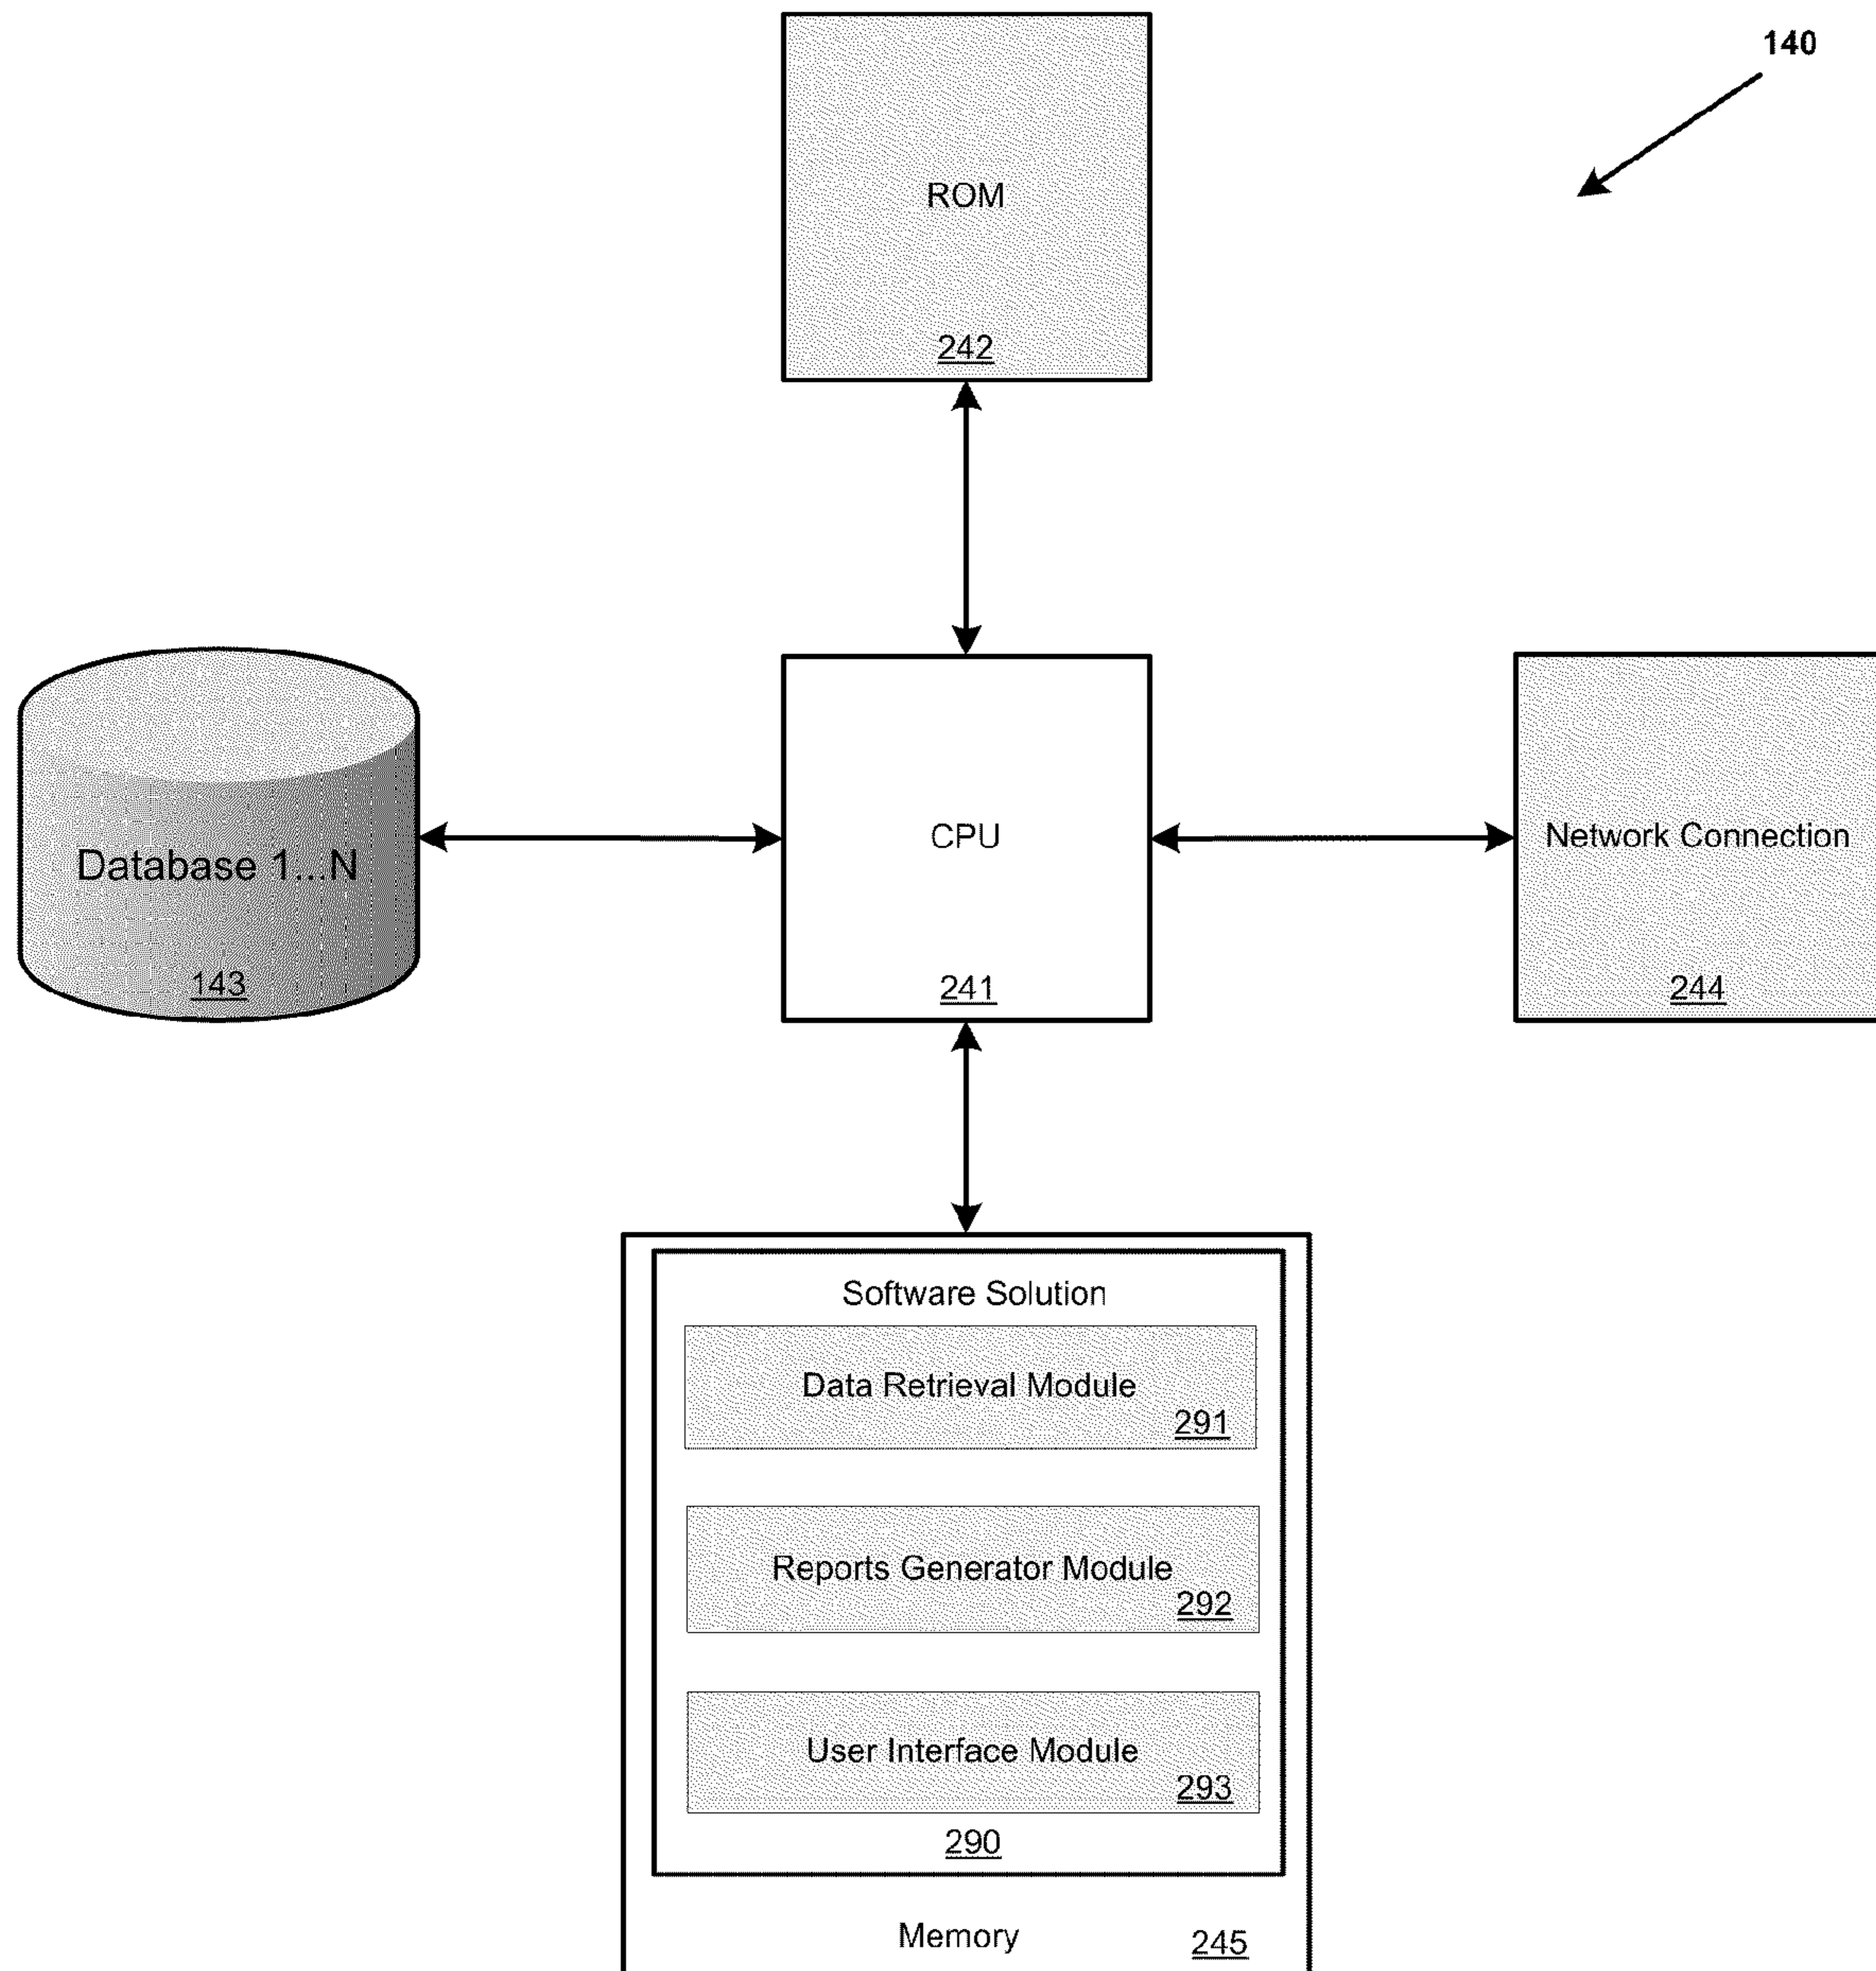 140
ROM
242
Database 1...N
143
CPU
241
Network Connection
244
Software Solution
Data Retrieval Module
291
Reports Generator Module
292
User Interface Module
293
290
Memory
245